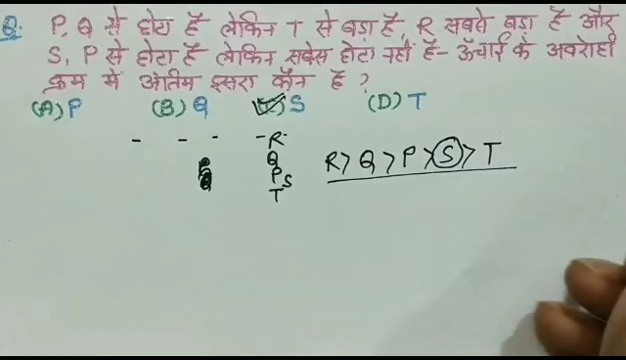 Q. P, Q से छोटा है लेकिन T से बड़ा है, R सबसे बड़ा है और
S, P से छोटा है लेकिन सबसे छोटा नहीं है - ऊँचाई के अवरोही
क्रम में अंतिम दूसरा कौन है ?
(A) P (B) Q (C) S (D) T
- - - - R -
Q
P S
T
R > Q > P > S > T